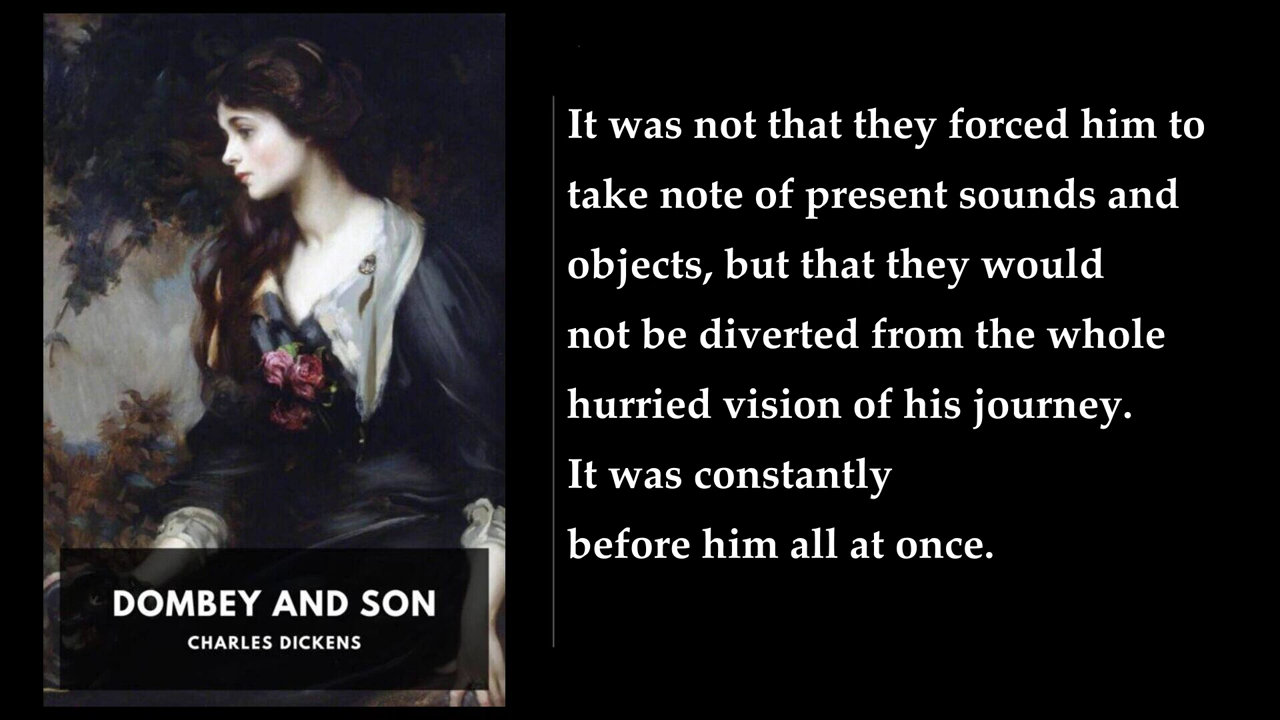 It was not that they forced him to
take note of present sounds and
objects, but that they would
not be diverted from the whole
hurried vision of his journey.
It was constantly
before him all at once.
DOMBEY AND SON
CHARLES DICKENS